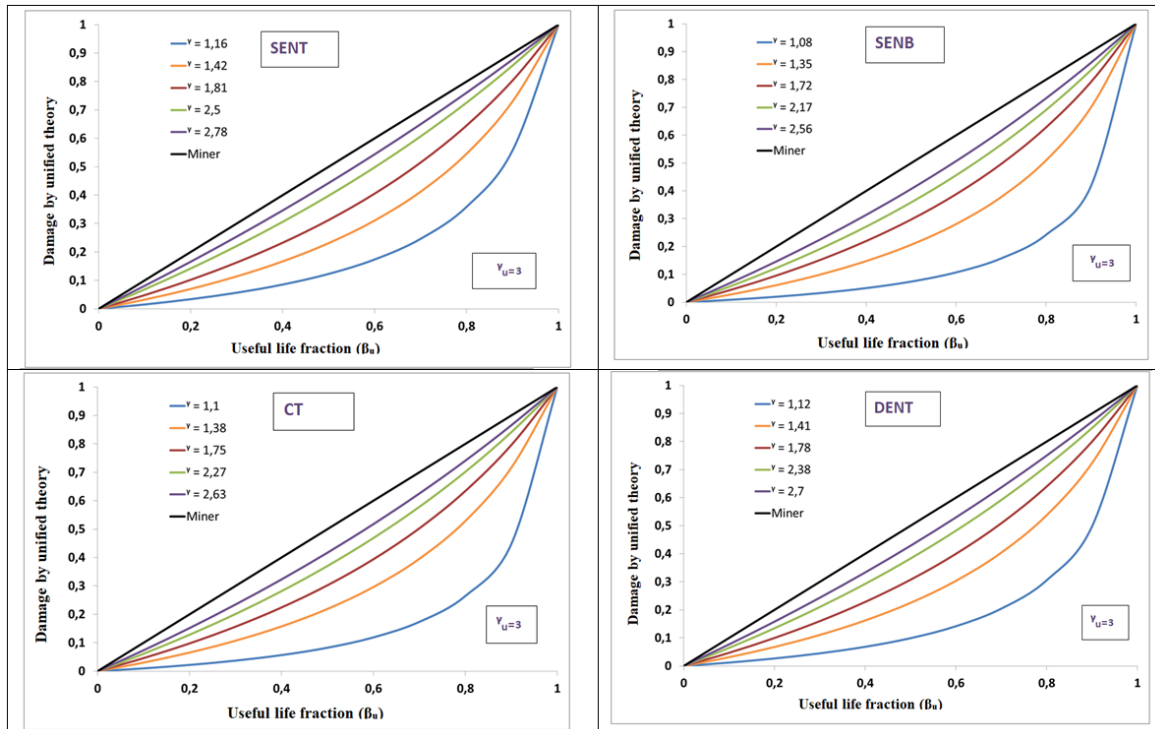 SENT
γ = 1,16
γ = 1,42
γ = 1,81
γ = 2,5
γ = 2,78
Miner
γu=3
Damage by unified theory
1
0,9
0,8
0,7
0,6
0,5
0,4
0,3
0,2
0,1
0
0 0,2 0,4 0,6 0,8 1
Useful life fraction (βu)
SENB
γ = 1,08
γ = 1,35
γ = 1,72
γ = 2,17
γ = 2,56
Miner
γu=3
Damage by unified theory
1
0,9
0,8
0,7
0,6
0,5
0,4
0,3
0,2
0,1
0
0 0,2 0,4 0,6 0,8 1
Useful life fraction (βu)
CT
γ = 1,1
γ = 1,38
γ = 1,75
γ = 2,27
γ = 2,63
Miner
γu=3
Damage by unified theory
1
0,9
0,8
0,7
0,6
0,5
0,4
0,3
0,2
0,1
0
0 0,2 0,4 0,6 0,8 1
Useful life fraction (βu)
DENT
γ = 1,12
γ = 1,41
γ = 1,78
γ = 2,38
γ = 2,7
Miner
γu=3
Damage by unified theory
1
0,9
0,8
0,7
0,6
0,5
0,4
0,3
0,2
0,1
0
0 0,2 0,4 0,6 0,8 1
Useful life fraction (βu)